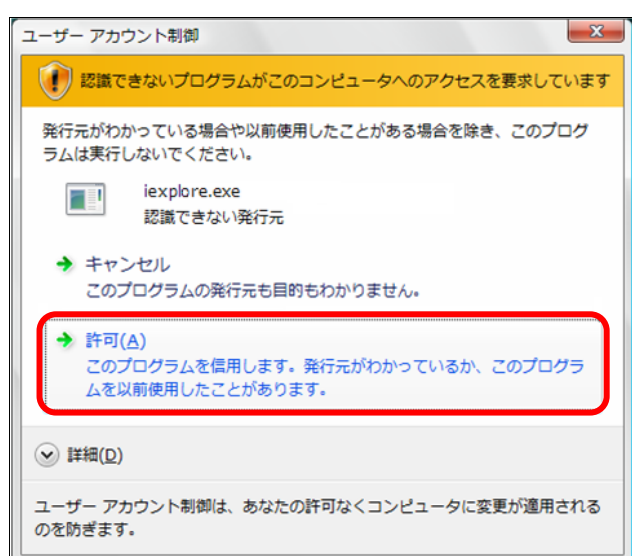 ユーザー アカウント制御
認識できないプログラムがこのコンピュータへのアクセスを要求しています
発行元がわかっている場合や以前使用したことがある場合を除き、このプログ
ラムは実行しないでください。
iexplore.exe
認識できない発行元
キャンセル
このプログラムの発行元も目的もわかりません。
許可(A)
このプログラムを信用します。発行元がわかっているか、このプログラ
ムを以前使用したことがあります。
詳細(D)
ユーザー アカウント制御は、あなたの許可なくコンピュータに変更が適用される
のを防ぎます。